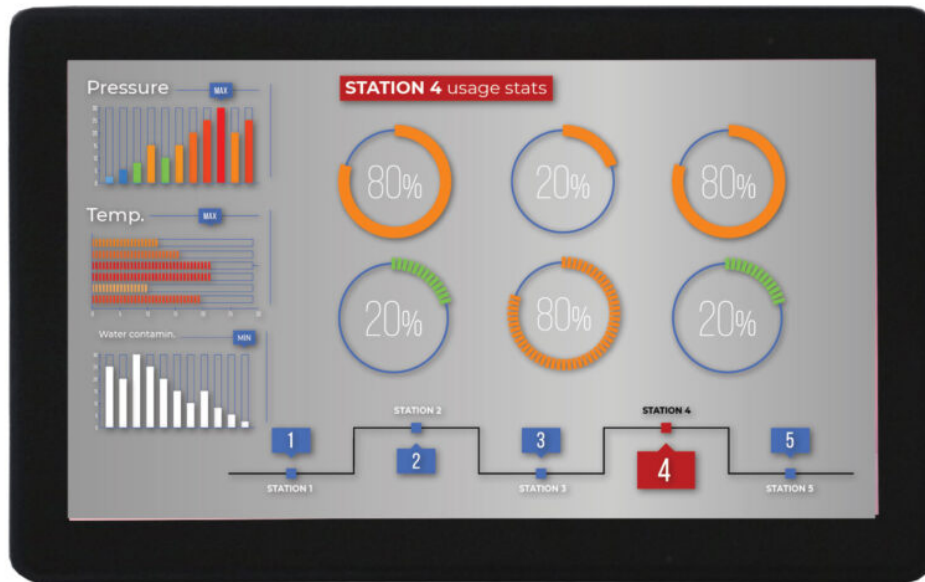 Pressure
MAX
STATION 4 usage stats
80%
20%
80%
Temp.
MAX
20%
80%
20%
Water contamin.
MIN
STATION 2
STATION 4
1
2
3
4
5
STATION 1
STATION 3
STATION 5